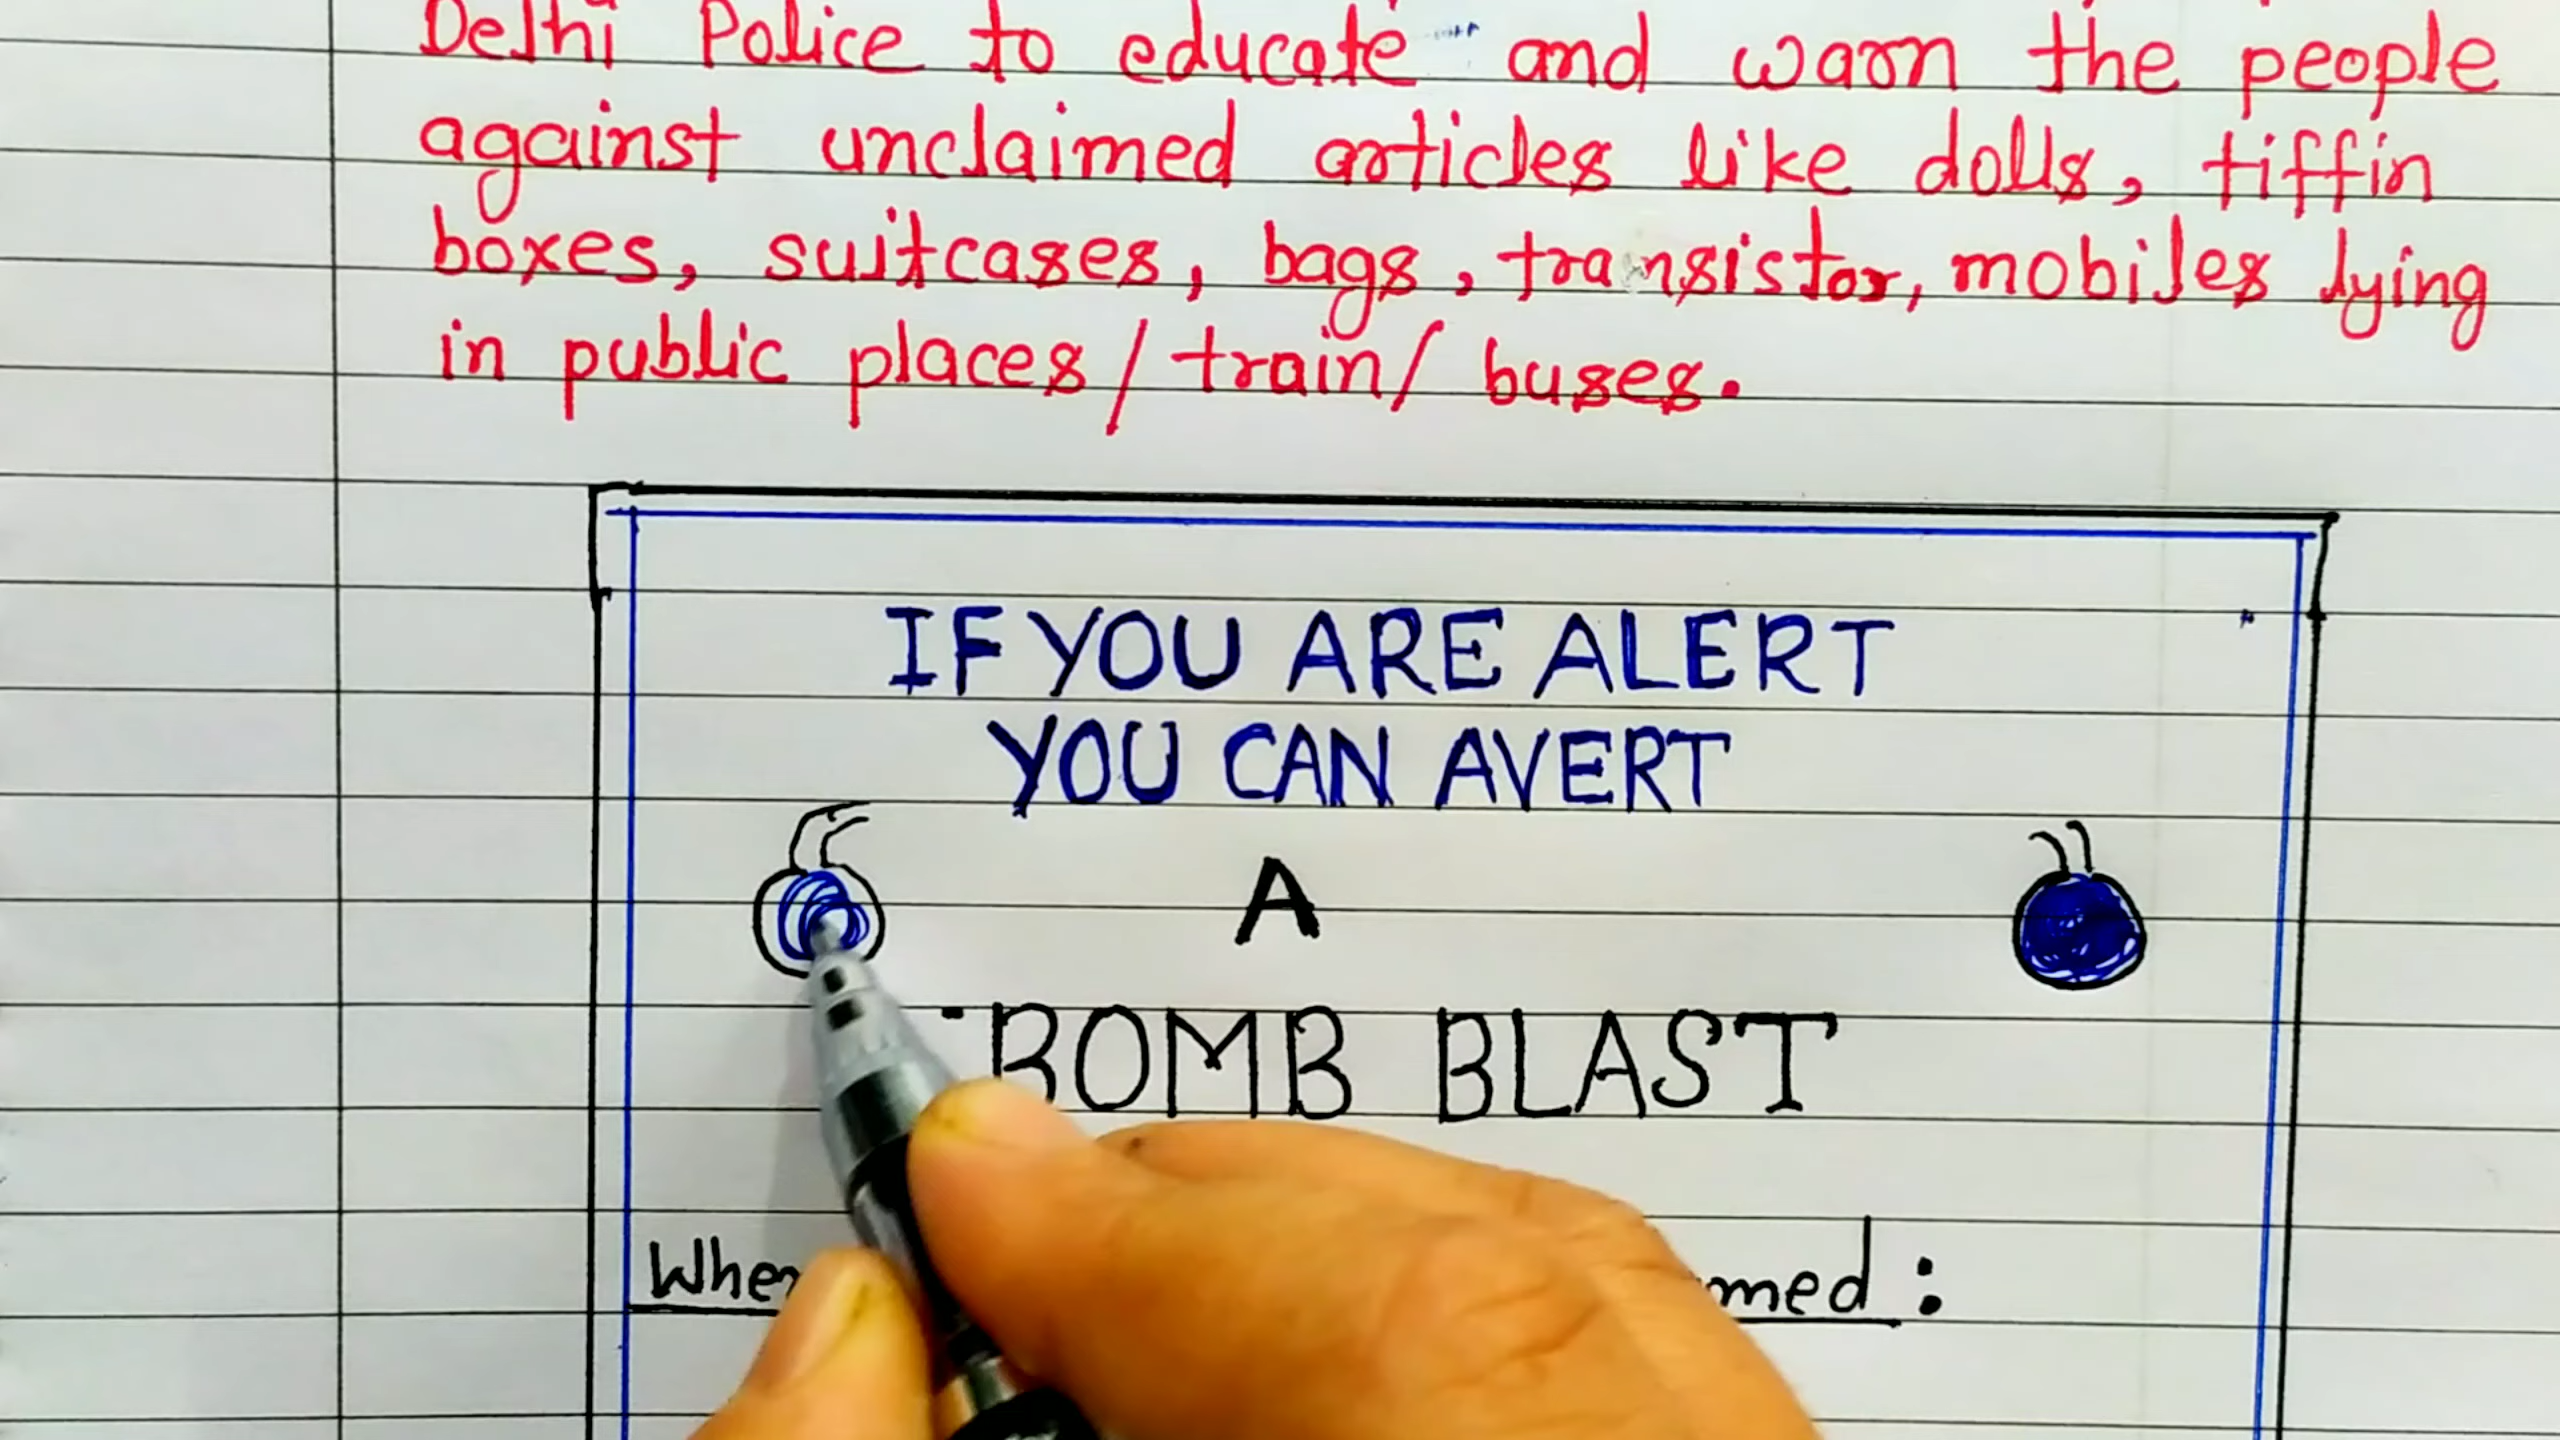 Delhi Police to educate and warn the people
against unclaimed articles like dolls, tiffin
boxes, suitcases, bags, transistor, mobiles lying
in public places/train/ buses.
IF YOU ARE ALERT
YOU CAN AVERT
A
BOMB BLAST
: